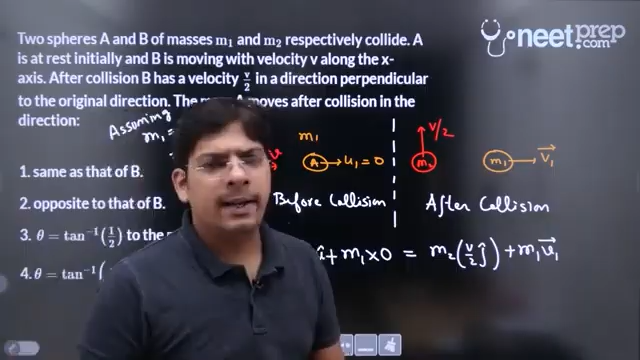 neetprep
.com
Two spheres A and B of masses m₁ and m₂ respectively collide. A
is at rest initially and B is moving with velocity v along the x-
axis. After collision B has a velocity v/2 in a direction perpendicular
to the original direction. The moves after collision in the
direction:
Assuming
m₁ =
m₁
A → u₁ = 0
v/2
m₁ → V₁
1. same as that of B.
2. opposite to that of B.
3. θ = tan⁻¹(1/2) to the
4. θ = tan⁻¹(
Before Collision
After Collision
î + m₁ × 0 = m₂(v/2 ĵ) + m₁v₁